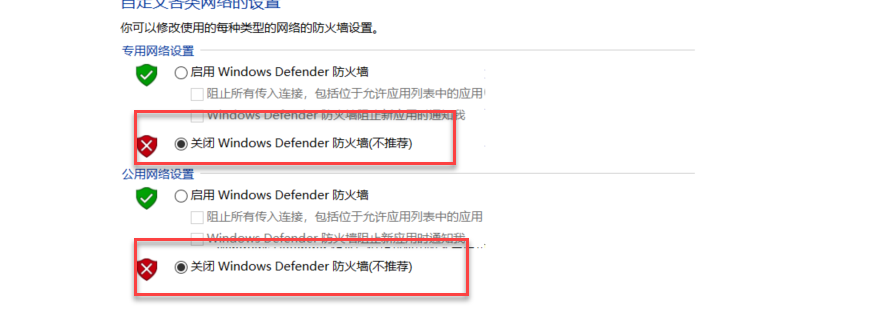 自定义各类网络的设置
你可以修改使用的每种类型的网络的防火墙设置。
专用网络设置
启用 Windows Defender 防火墙
阻止所有传入连接，包括位于允许应用列表中的应用
Windows Defender 防火墙阻止新应用时通知我
关闭 Windows Defender 防火墙(不推荐)
公用网络设置
启用 Windows Defender 防火墙
阻止所有传入连接，包括位于允许应用列表中的应用
Windows Defender 防火墙阻止新应用时通知我
关闭 Windows Defender 防火墙(不推荐)